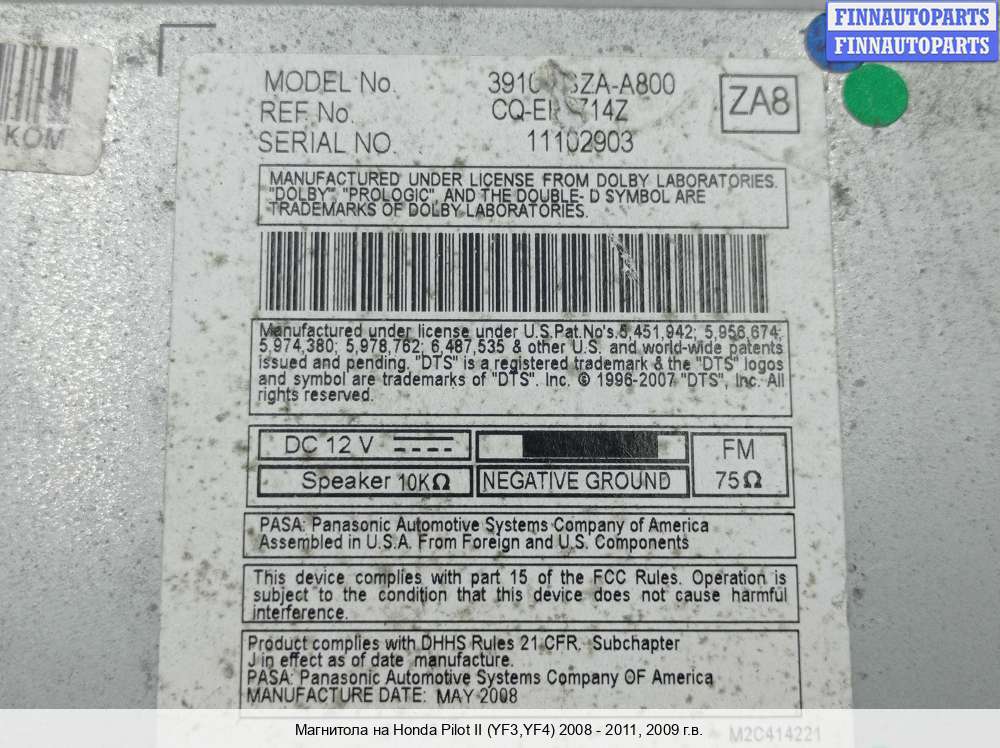 FINNAUTOPARTS
FINNAUTOPARTS
KOM
MODEL No. ZA-A800
REF No. 
SERIAL NO. 11102903
ZA8
MANUFACTURED UNDER LICENSE FROM DOLBY LABORATORIES.
"DOLBY" "PROLOGIC" AND THE DOUBLE- D SYMBOL ARE
TRADEMARKS OF DOLBY LABORATORIES.
Manufactured under license under U.S.Pat.No's.5,451,942; 5,956,674;
5,974,380; 5,978,762; 6,487,535 & other U.S. and world-wide patents
issued and pending. "DTS" is a registered trademark & the "DTS" logos
and symbol are trademarks of "DTS". Inc. © 1996-2007 "DTS", Inc. All
rights reserved.
DC 12 V
Speaker 10KΩ
NEGATIVE GROUND
FM
75Ω
PASA: Panasonic Automotive Systems Company of America
Assembled in U.S.A. From Foreign and U.S. Components
This device complies with part 15 of the FCC Rules. Operation is
subject to the condition that this device does not cause harmful
interference.
Product complies with DHHS Rules 21 CFR, Subchapter
J in effect as of date manufacture.
PASA: Panasonic Automotive Systems Company OF America
MANUFACTURE DATE: MAY 2008
M2C414221
Магнитола на Honda Pilot II (YF3,YF4) 2008 - 2011, 2009 г.в.